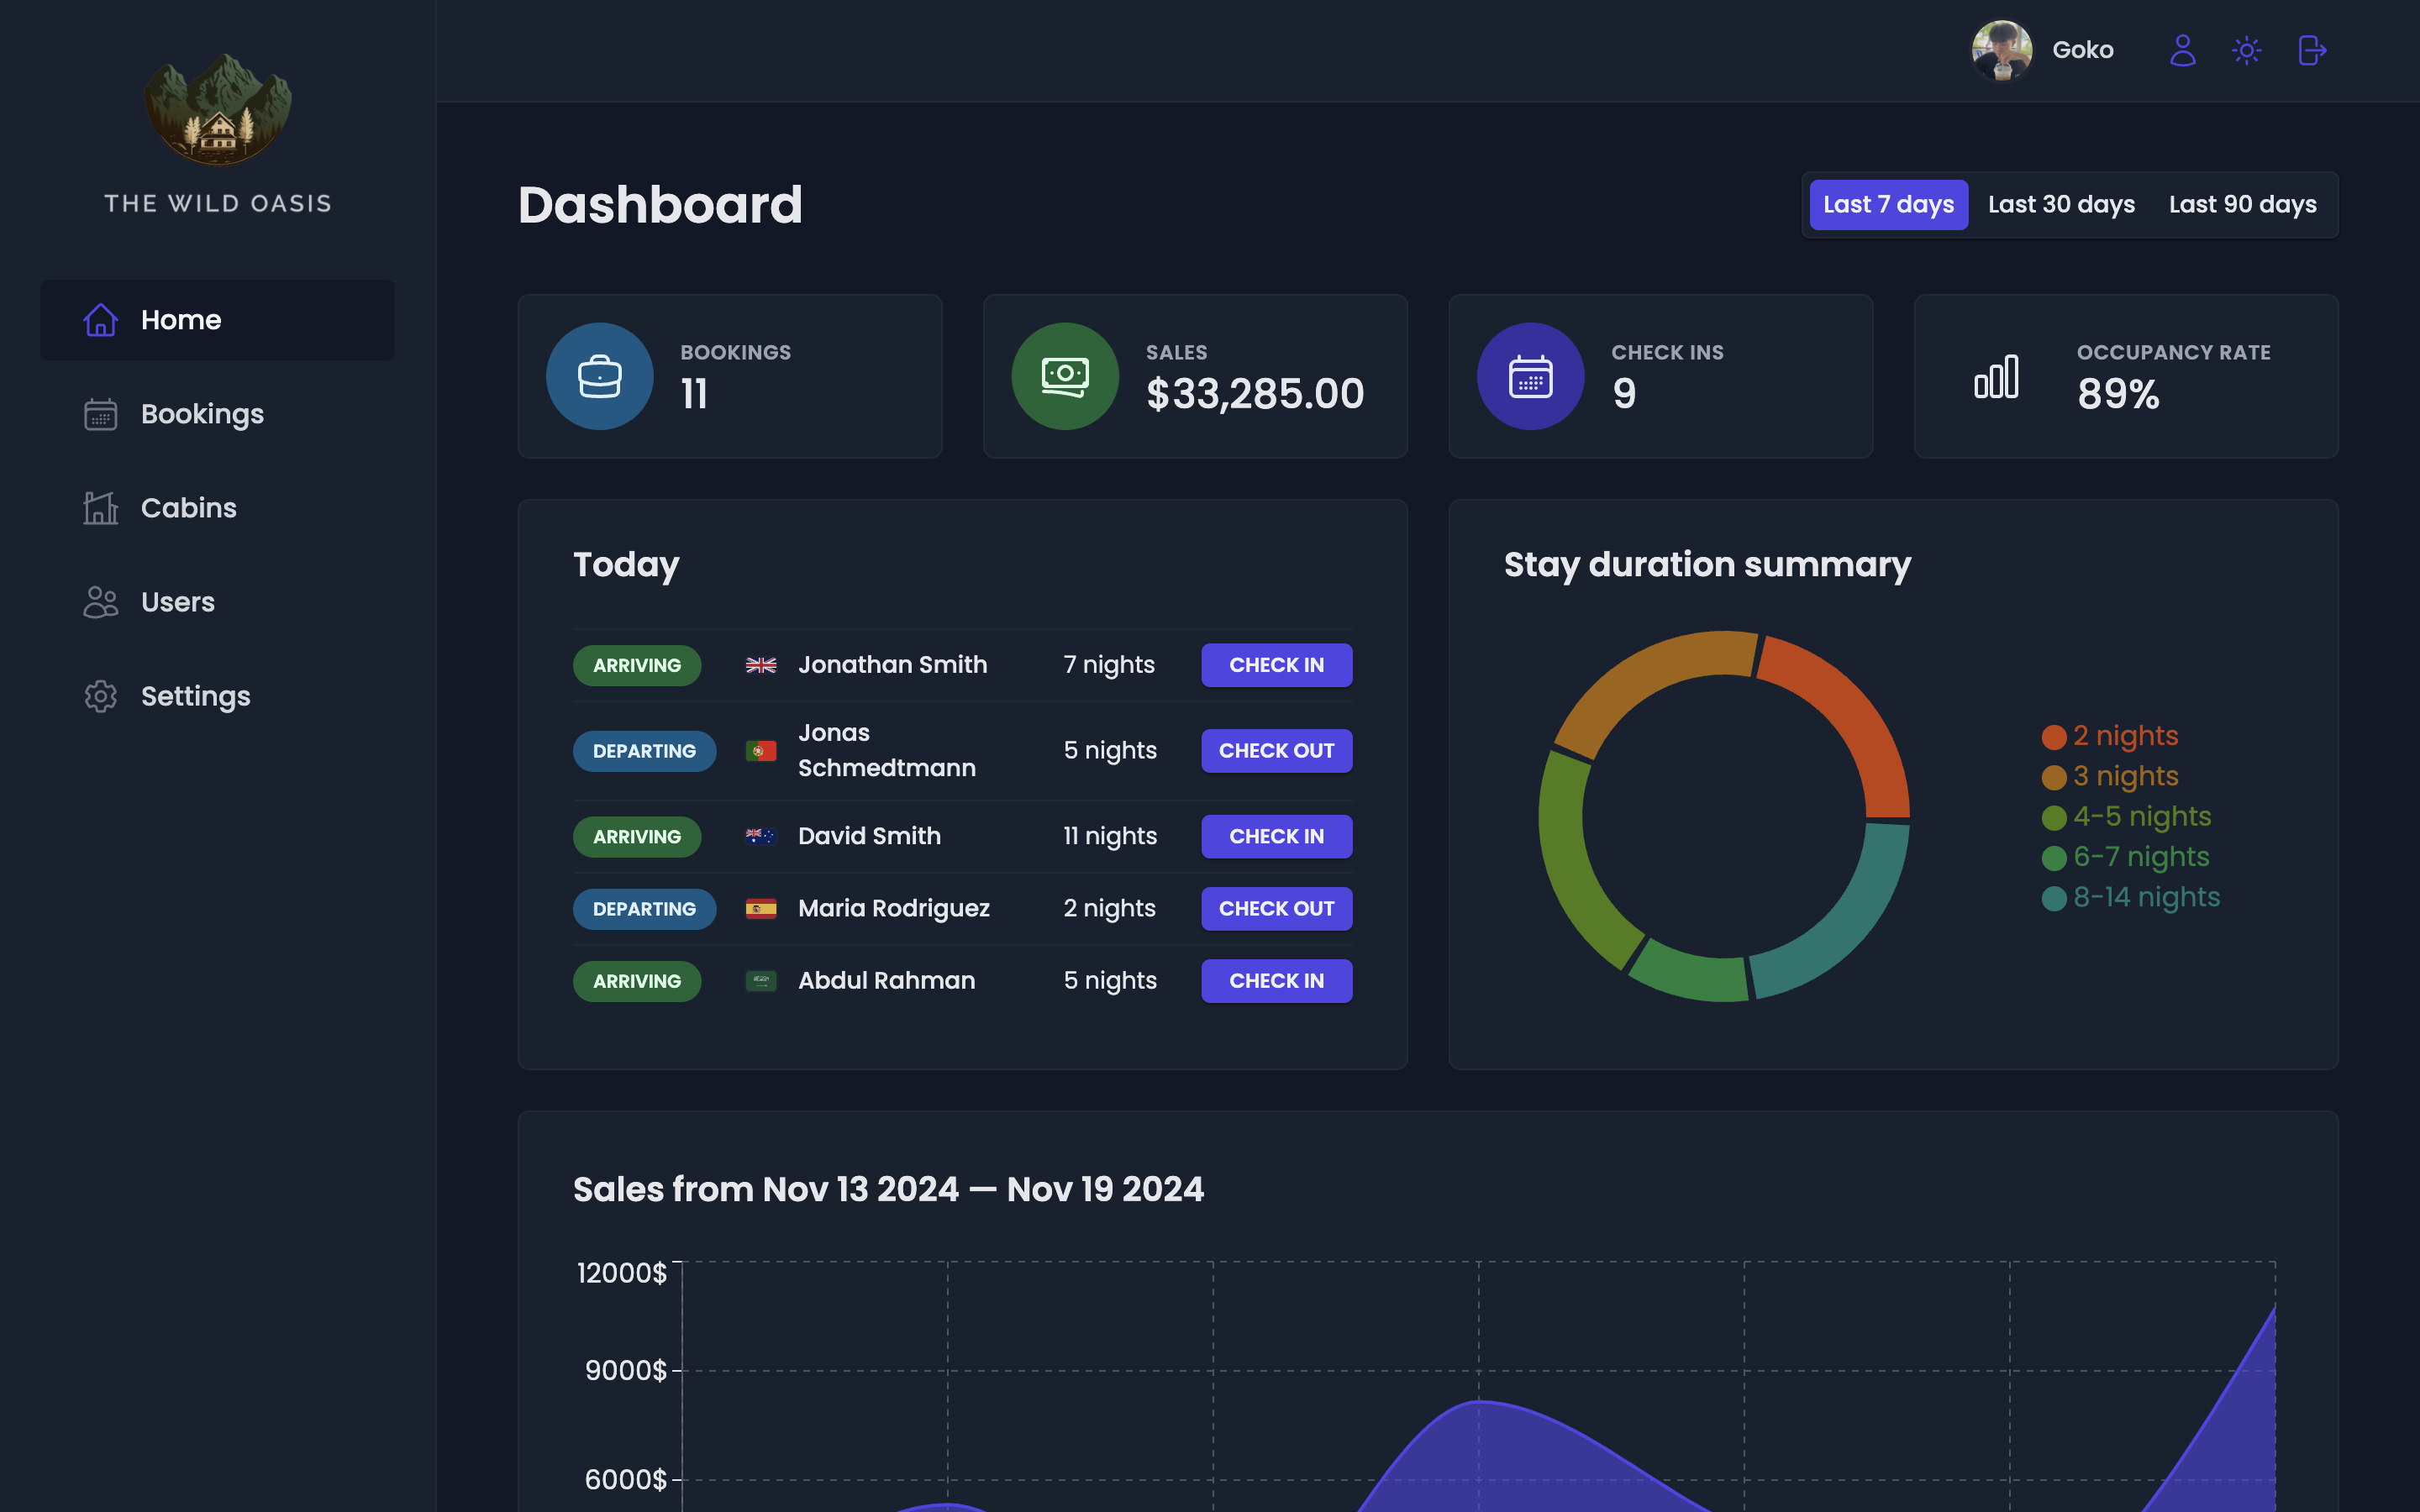 THE WILD OASIS
Home
Bookings
Cabins
Users
Settings
Goko
Dashboard
Last 7 days
Last 30 days
Last 90 days
BOOKINGS
11
SALES
$33,285.00
CHECK INS
9
OCCUPANCY RATE
89%
Today
ARRIVING Jonathan Smith 7 nights CHECK IN
DEPARTING Jonas
Schmedtmann 5 nights CHECK OUT
ARRIVING David Smith 11 nights CHECK IN
DEPARTING Maria Rodriguez 2 nights CHECK OUT
ARRIVING Abdul Rahman 5 nights CHECK IN
Stay duration summary
2 nights
3 nights
4-5 nights
6-7 nights
8-14 nights
Sales from Nov 13 2024 — Nov 19 2024
12000$
9000$
6000$